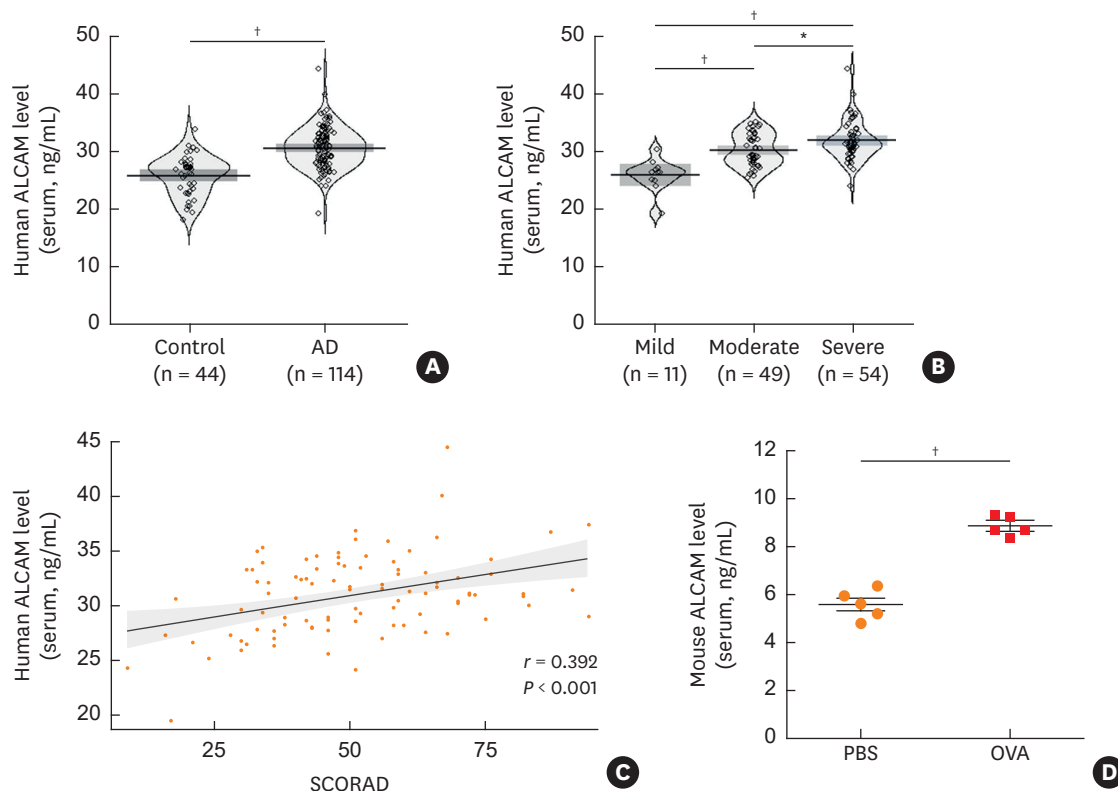 Human ALCAM level
(serum, ng/mL)
50
40
30
20
10
0
†
Control
(n = 44)
AD
(n = 114)
A
Human ALCAM level
(serum, ng/mL)
50
40
30
20
10
0
†
†
*
Mild
(n = 11)
Moderate
(n = 49)
Severe
(n = 54)
B
Human ALCAM level
(serum, ng/mL)
45
40
35
30
25
20
r = 0.392
P < 0.001
25
50
75
SCORAD
C
Mouse ALCAM level
(serum, ng/mL)
12
10
8
6
4
2
0
†
PBS
OVA
D